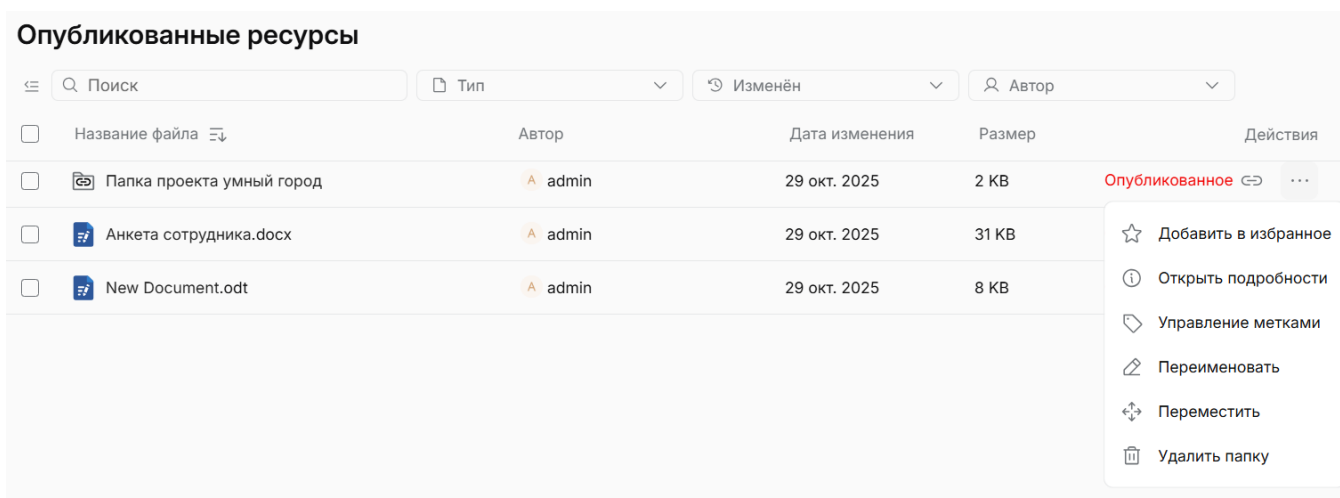 Опубликованные ресурсы
Поиск Тип Изменён Автор
Название файла Автор Дата изменения Размер Действия
Папка проекта умный город A admin 29 окт. 2025 2 KB Опубликованное ...
Анкета сотрудника.docx A admin 29 окт. 2025 31 KB
New Document.odt A admin 29 окт. 2025 8 KB
Добавить в избранное
Открыть подробности
Управление метками
Переименовать
Переместить
Удалить папку